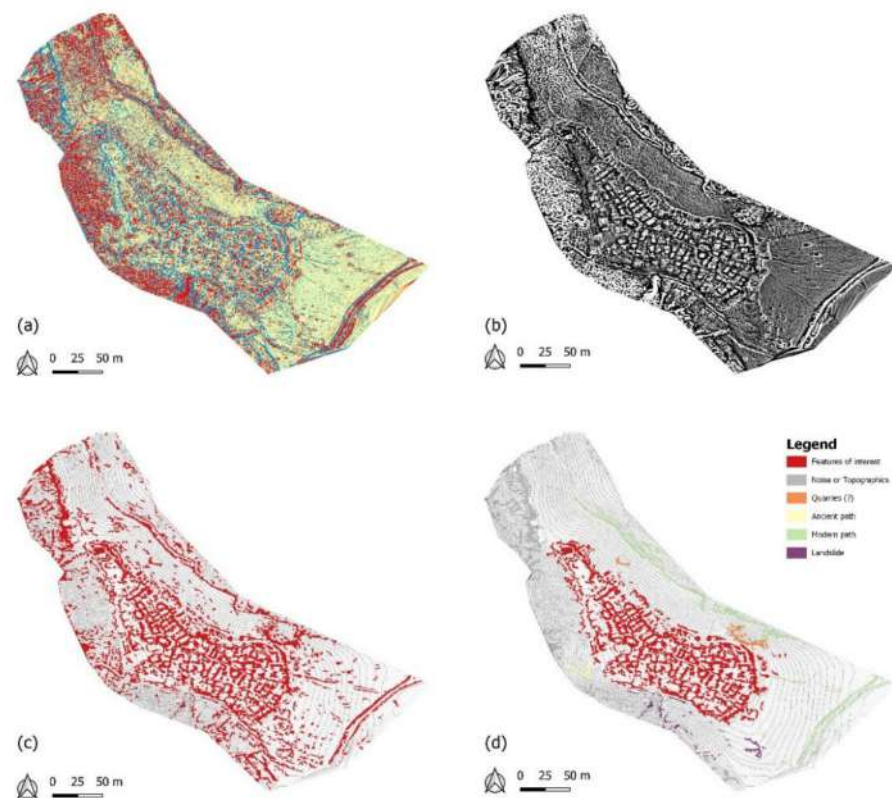 (a)
0 25 50 m
(b)
0 25 50 m
(c)
0 25 50 m
Legend
Features of interest
Noise or Topographics
Quarries (?)
Ancient path
Modern path
Landslide
(d)
0 25 50 m